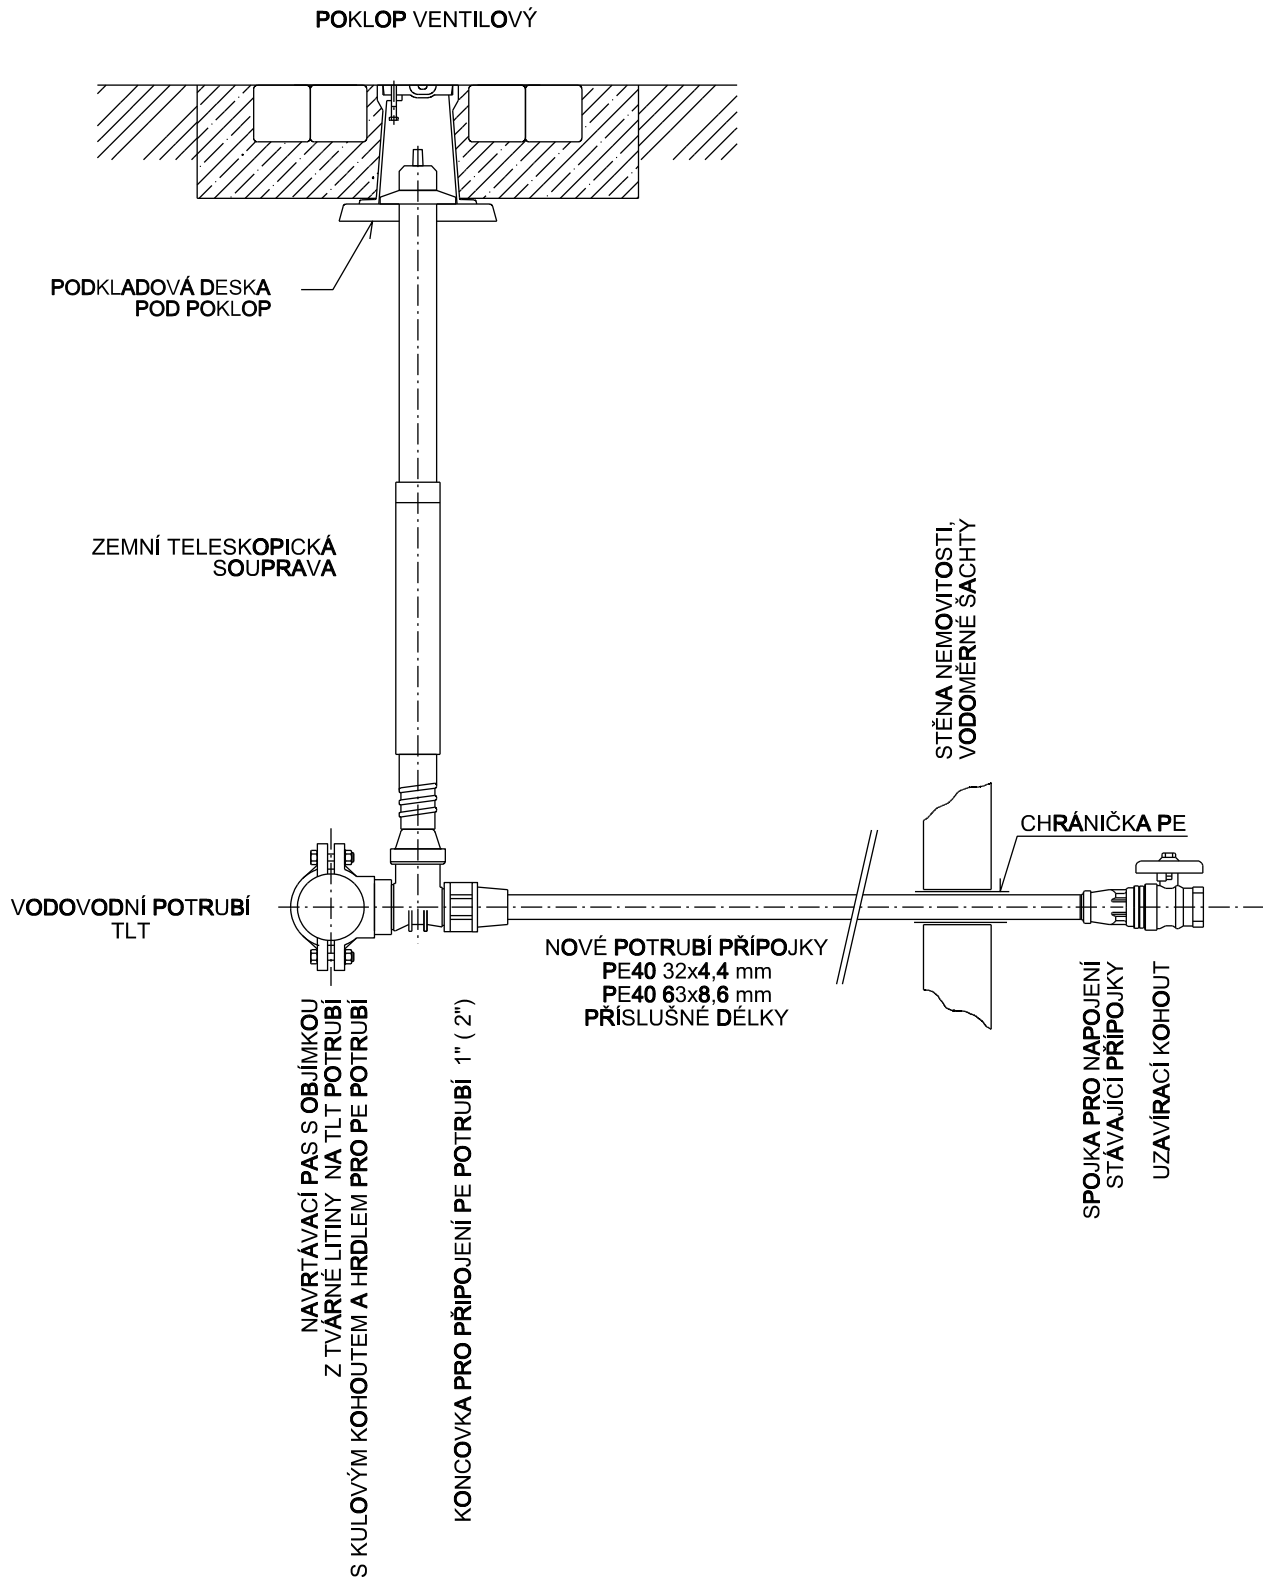 POKLOP VENTILOVÝ
PODKLADOVÁ DESKA
POD POKLOP
ZEMNÍ TELESKOPICKÁ
SOUPRAVA
STĚNA NEMOVITOSTI,
VODOMĚRNÉ ŠACHTY
CHRÁNIČKA PE
VODOVODNÍ POTRUBÍ
TLT
NOVÉ POTRUBÍ PŘÍPOJKY
PE40 32x4,4 mm
PE40 63x8,6 mm
PŘÍSLUŠNÉ DÉLKY
NAVRTÁVACÍ PAS S OBJÍMKOU
Z TVÁRNÉ LITINY NA TLT POTRUBÍ
S KULOVÝM KOHOUTEM A HRDLEM PRO PE POTRUBÍ
KONCOVKA PRO PŘIPOJENÍ PE POTRUBÍ 1" ( 2")
SPOJKA PRO NAPOJENÍ
STÁVAJÍCÍ PŘÍPOJKY
UZAVÍRACÍ KOHOUT